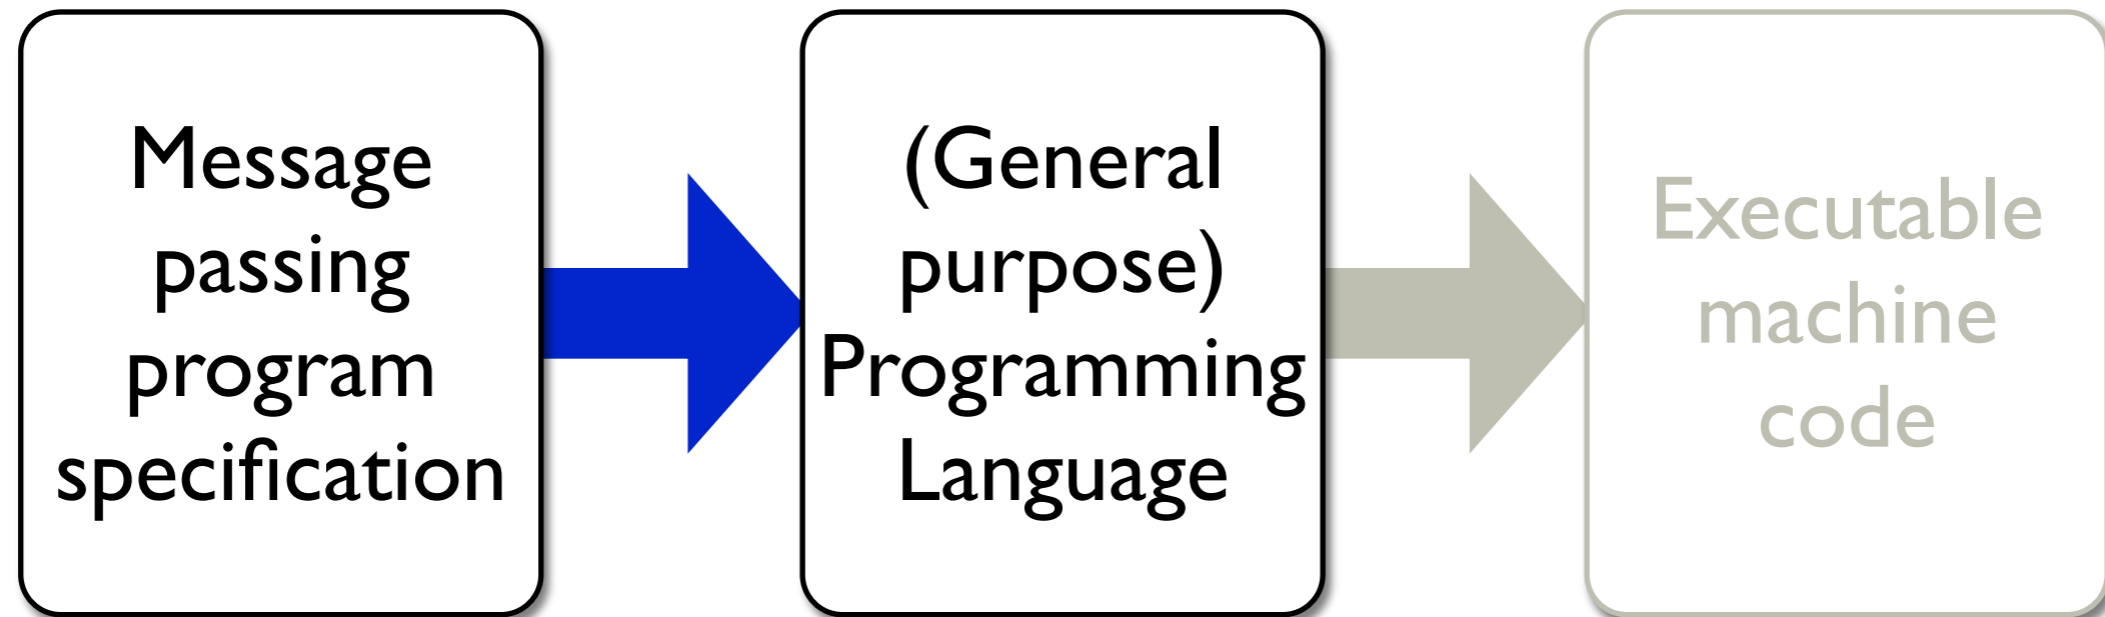 Message
passing
program
specification
(General
purpose)
Programming
Language
Executable
machine
code